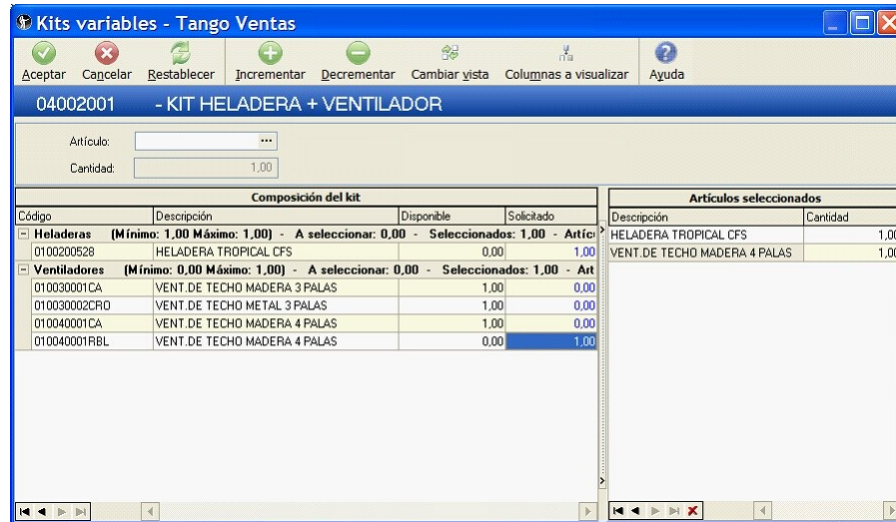 Kits variables - Tango Ventas
Aceptar Cancelar Restablecer Incrementar Decrementar Cambiar vista Columnas a visualizar Ayuda
04002001 - KIT HELADERA + VENTILADOR
Artículo: ...
Cantidad: 1,00
Composición del kit Artículos seleccionados
Código Descripción Disponible Solicitado Descripción Cantidad
Heladeras (Mínimo: 1,00 Máximo: 1,00) - A seleccionar: 0,00 - Seleccionados: 1,00 - Artíc HELADERA TROPICAL CFS 1,00
0100200528 HELADERA TROPICAL CFS 0,00 1,00 VENT.DE TECHO MADERA 4 PALAS 1,00
Ventiladores (Mínimo: 0,00 Máximo: 1,00) - A seleccionar: 0,00 - Seleccionados: 1,00 - Art
010030001CA VENT.DE TECHO MADERA 3 PALAS 1,00 0,00
010030002CRO VENT.DE TECHO METAL 3 PALAS 1,00 0,00
010040001CA VENT.DE TECHO MADERA 4 PALAS 1,00 0,00
010040001RBL VENT.DE TECHO MADERA 4 PALAS 0,00 1,00